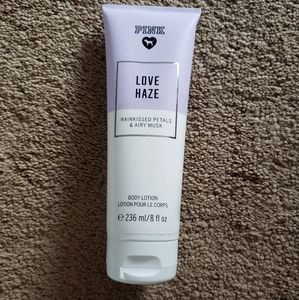 PINK
LOVE
HAZE
RAINKISSED PETALS
& AIRY MUSK
BODY LOTION
LOTION POUR LE CORPS
e 236 ml/8 fl oz